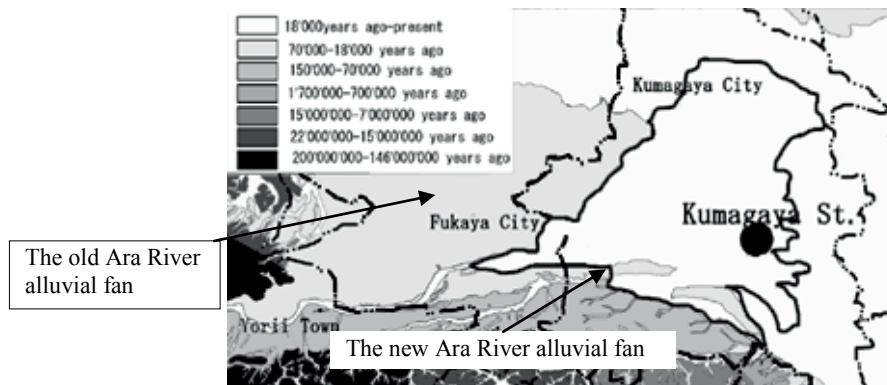 18'000years ago-present
70'000-18'000 years ago
150'000-70'000 years ago
1'700'000-700'000 years ago
15'000'000-7'000'000 years ago
22'000'000-15'000'000 years ago
200'000'000-146'000'000 years ago
Kumagaya City
Kumagaya St.
Fukaya City
The old Ara River
alluvial fan
Yorii Town
The new Ara River alluvial fan